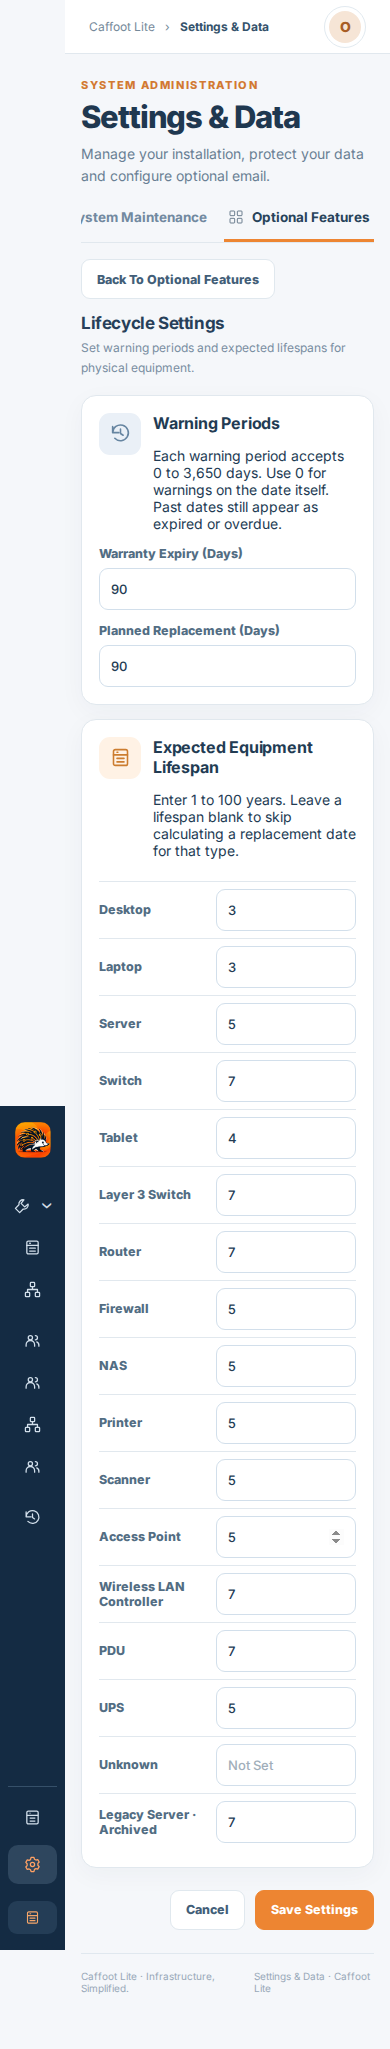 Caffoot Lite › Settings & Data
O
SYSTEM ADMINISTRATION
Settings & Data
Manage your installation, protect your data
and configure optional email.
ystem Maintenance
Optional Features
Back To Optional Features
Lifecycle Settings
Set warning periods and expected lifespans for
physical equipment.
Warning Periods
Each warning period accepts
0 to 3,650 days. Use 0 for
warnings on the date itself.
Past dates still appear as
expired or overdue.
Warranty Expiry (Days)
90
Planned Replacement (Days)
90
Expected Equipment
Lifespan
Enter 1 to 100 years. Leave a
lifespan blank to skip
calculating a replacement date
for that type.
Desktop 3
Laptop 3
Server 5
Switch 7
Tablet 4
Layer 3 Switch 7
Router 7
Firewall 5
NAS 5
Printer 5
Scanner 5
Access Point 5
Wireless LAN
Controller 7
PDU 7
UPS 5
Unknown Not Set
Legacy Server ·
Archived 7
Cancel
Save Settings
Caffoot Lite · Infrastructure,
Simplified.
Settings & Data · Caffoot
Lite